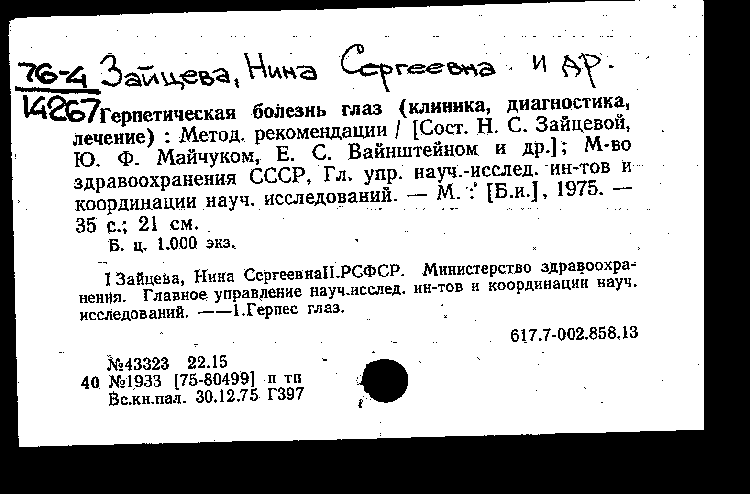 76-4 Зайцева, Нина Сергеевна и др.
14267
Герпетическая болезнь глаз (клиника, диагностика,
лечение) : Метод. рекомендации / [Сост. Н. С. Зайцевой,
Ю. Ф. Майчуком, Е. С. Вайнштейном и др.]; М-во
здравоохранения СССР, Гл. упр. науч.-исслед. ин-тов и
координации науч. исследований. — М. : [Б.и.], 1975. —
35 с.; 21 см.
Б. ц. 1.000 экз.
I Зайцева, Нина СергеевнаII.РСФСР. Министерство здравоохра-
нения. Главное управление науч.исслед. ин-тов и координации науч.
исследований. ——1.Герпес глаз.
617.7-002.858.13
№43323 22.15
40 №1933 [75-80499] п тп
Вс.кн.пал. 30.12.75 Г397